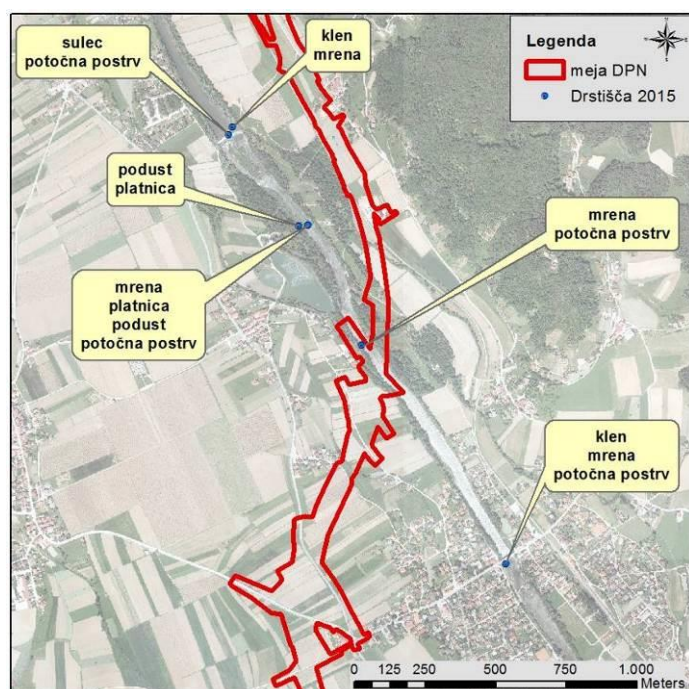 sulec
potočna postrv
klen
mrena
Legenda
meja DPN
Drstišča 2015
podust
platnica
mrena
potočna postrv
mrena
platnica
podust
potočna postrv
klen
mrena
potočna postrv
0 125 250 500 750 1.000
Meters